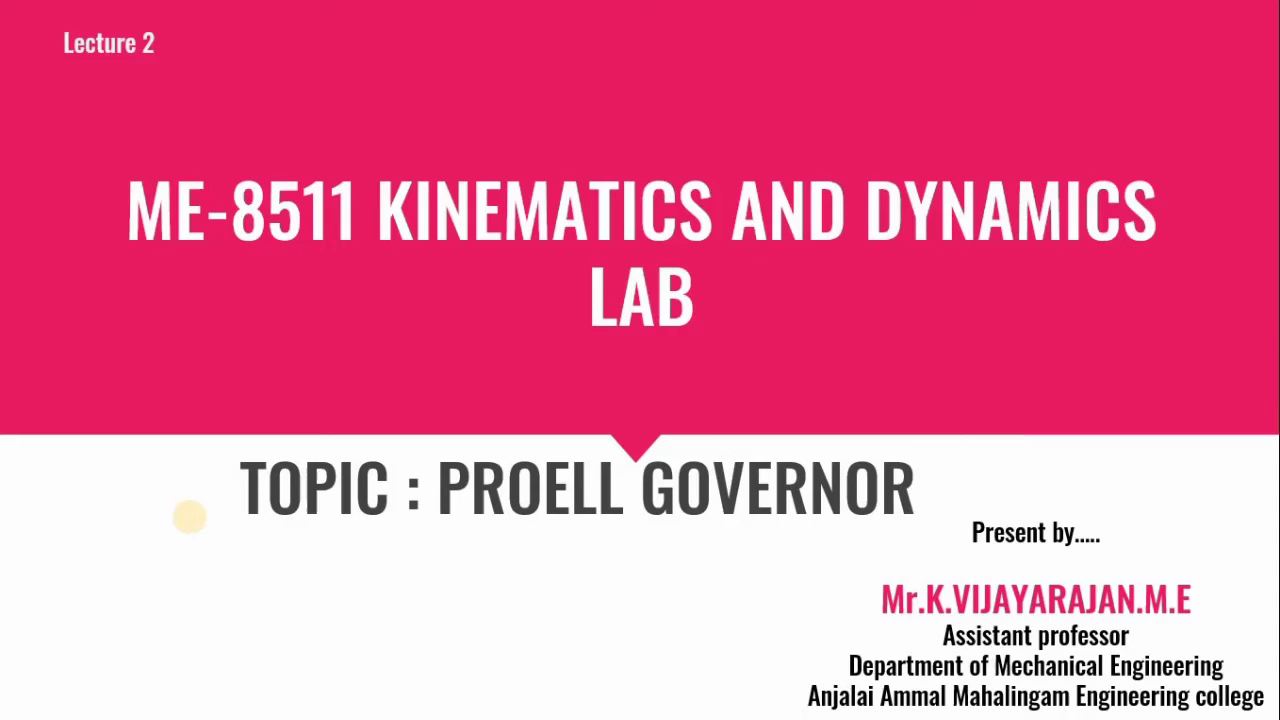 Lecture 2
ME-8511 KINEMATICS AND DYNAMICS
LAB
TOPIC : PROELL GOVERNOR
Present by.....
Mr.K.VIJAYARAJAN.M.E
Assistant professor
Department of Mechanical Engineering
Anjalai Ammal Mahalingam Engineering college